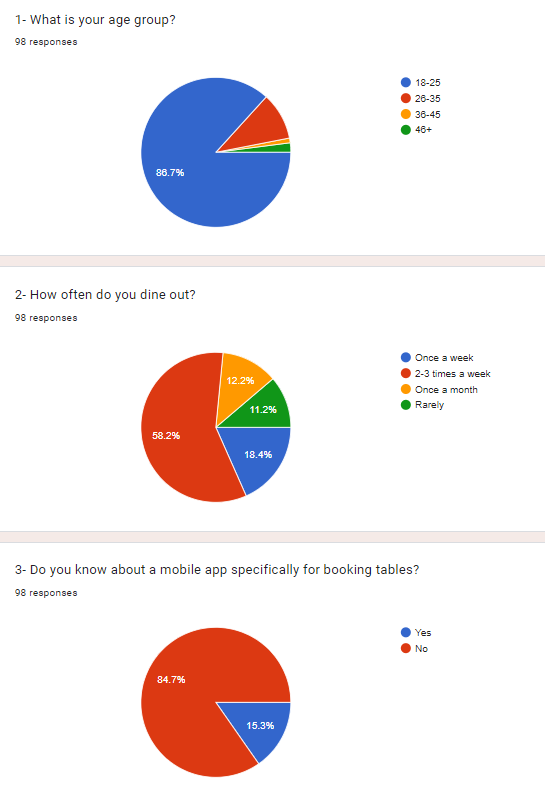 1- What is your age group?
98 responses
18-25
26-35
36-45
46+
86.7%
2- How often do you dine out?
98 responses
Once a week
2-3 times a week
Once a month
Rarely
12.2%
11.2%
58.2%
18.4%
3- Do you know about a mobile app specifically for booking tables?
98 responses
Yes
No
84.7%
15.3%